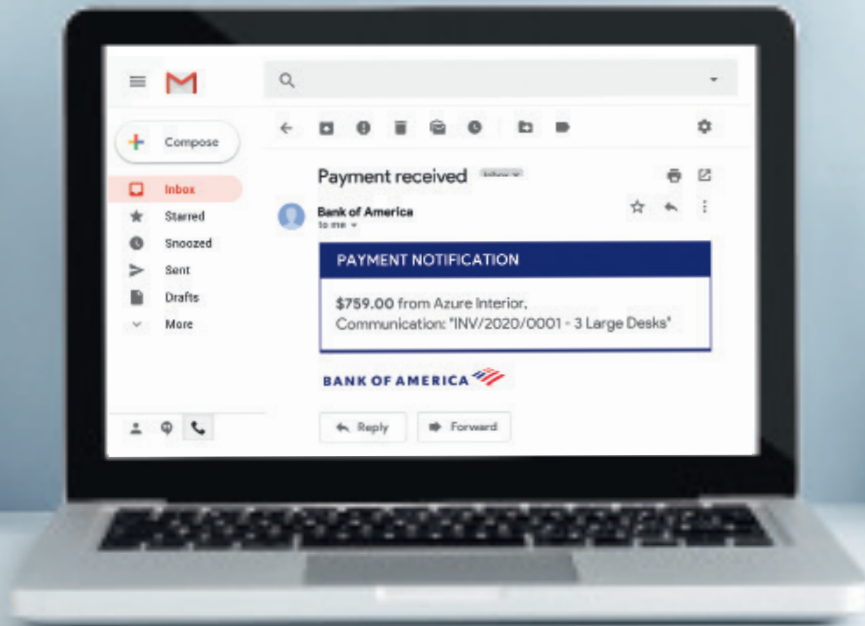 Compose
Inbox
Starred
Snoozed
Sent
Drafts
More
Payment received Inbox
Bank of America
to me
PAYMENT NOTIFICATION
$759.00 from Azure Interior,
Communication: "INV/2020/0001 - 3 Large Desks"
BANK OF AMERICA
Reply
Forward